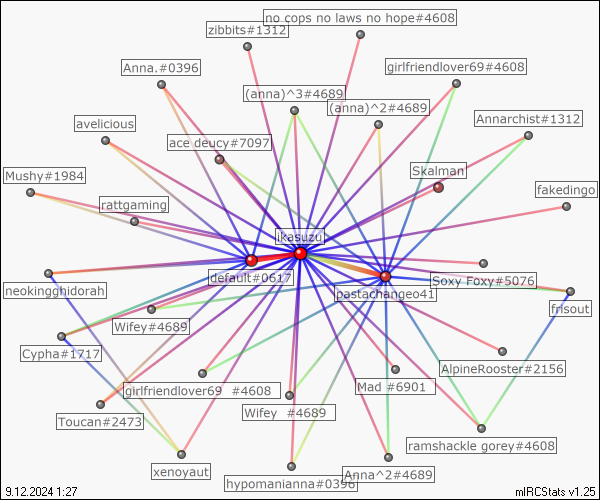 no cops no laws no hope#4608
zibbits#1312
Anna.#0396
girlfriendlover69#4608
(anna)^3#4689
(anna)^2#4689
Annarchist#1312
avelicious
ace deucy#7097
Mushy#1984
Skalman
fakedingo
rattgaming
ikasuzu
default#0617
Soxy Foxy#5076
neokingghidorah
pastachangeo41
frisout
Wifey#4689
Cypha#1717
AlpineRooster#2156
girlfriendlover69 #4608
Mad #6901
Toucan#2473
Wifey #4689
ramshackle gorey#4608
xenoyaut
Anna^2#4689
hypomanianna#0396
9.12.2024 1:27
mIRCStats v1.25